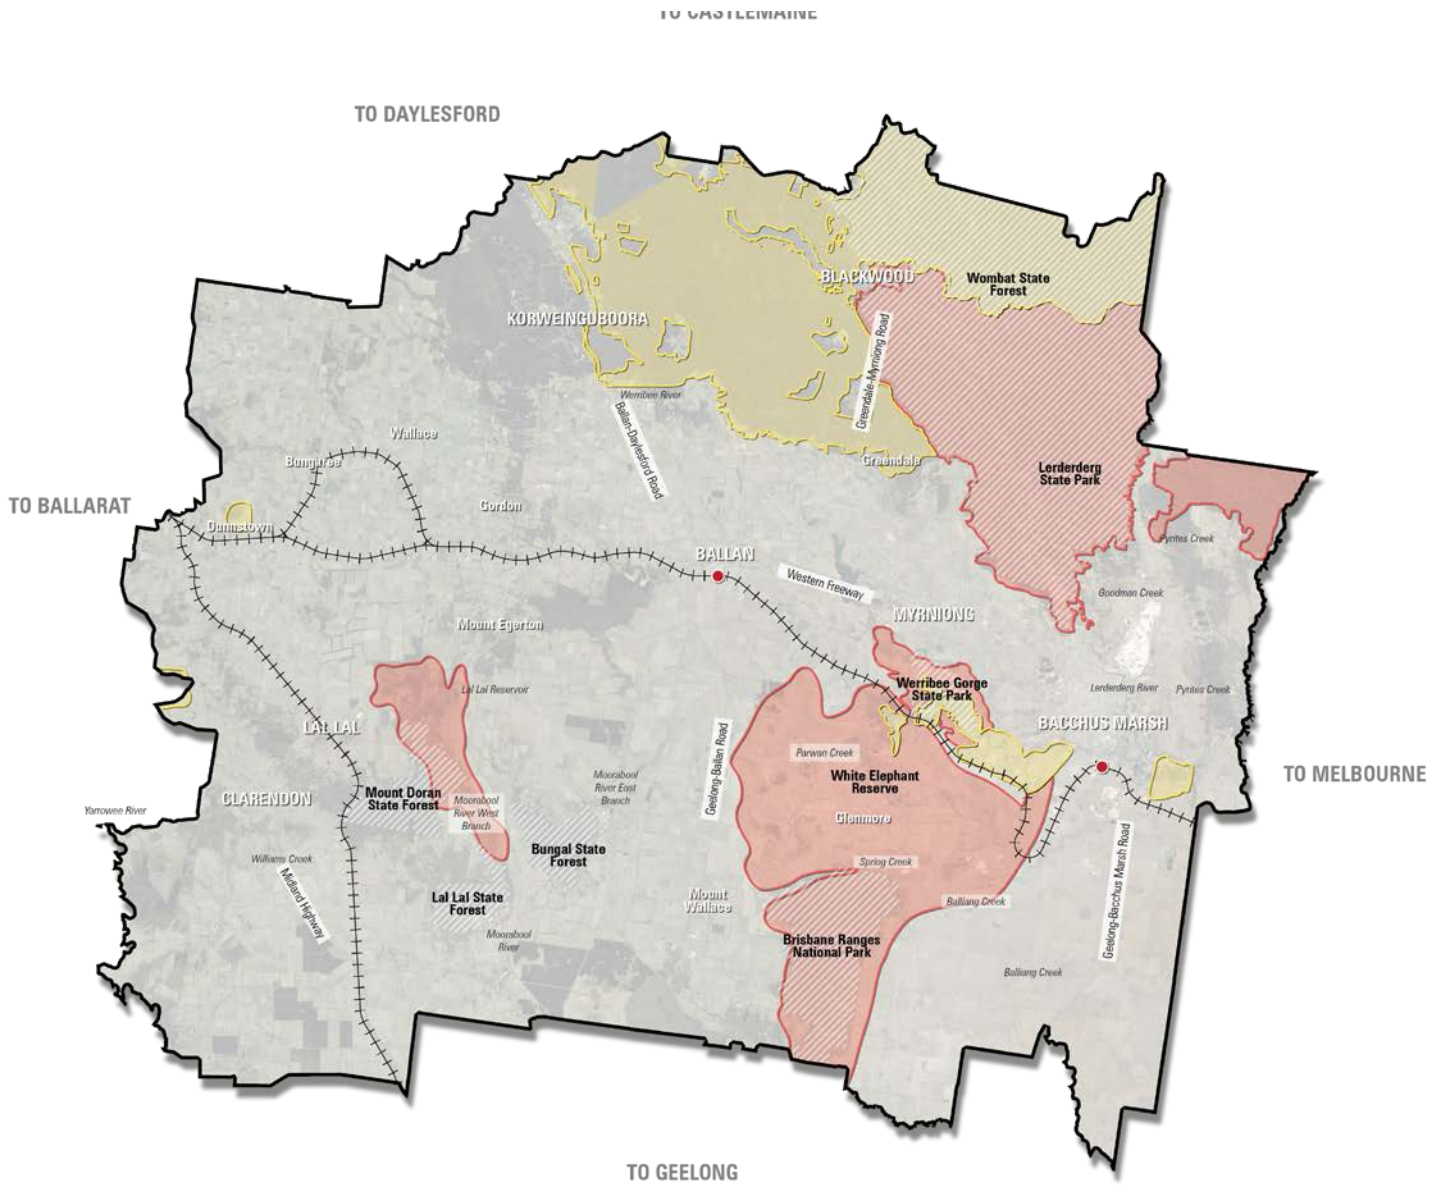 TO CASTLEMAINE
TO DAYLESFORD
BLACKWOOD
Wombat State
Forest
KORWEINGUBOORA
Greendale-Myrniong Road
Werribee River
Ballan-Daylesford Road
Wallace
Bungaree
Greendale
Lerderderg
State Park
TO BALLARAT
Gordon
Dunnstown
Pyrites Creek
BALLAN
Western Freeway
Goodman Creek
MYRNIONG
Mount Egerton
Lal Lal Reservoir
Werribee Gorge
State Park
Lerderderg River
Pyrites Creek
LAL LAL
BACCHUS MARSH
Geelong-Ballan Road
Parwan Creek
White Elephant
Reserve
TO MELBOURNE
Moorabool
River East
Branch
Mount Doran
State Forest
CLARENDON
Moorabool
River West
Branch
Yarrowee River
Glenmore
Bungal State
Forest
Williams Creek
Midland Highway
Spring Creek
Geelong-Bacchus Marsh Road
Lal Lal State
Forest
Mount
Wallace
Balliang Creek
Moorabool
River
Brisbane Ranges
National Park
Balliang Creek
TO GEELONG